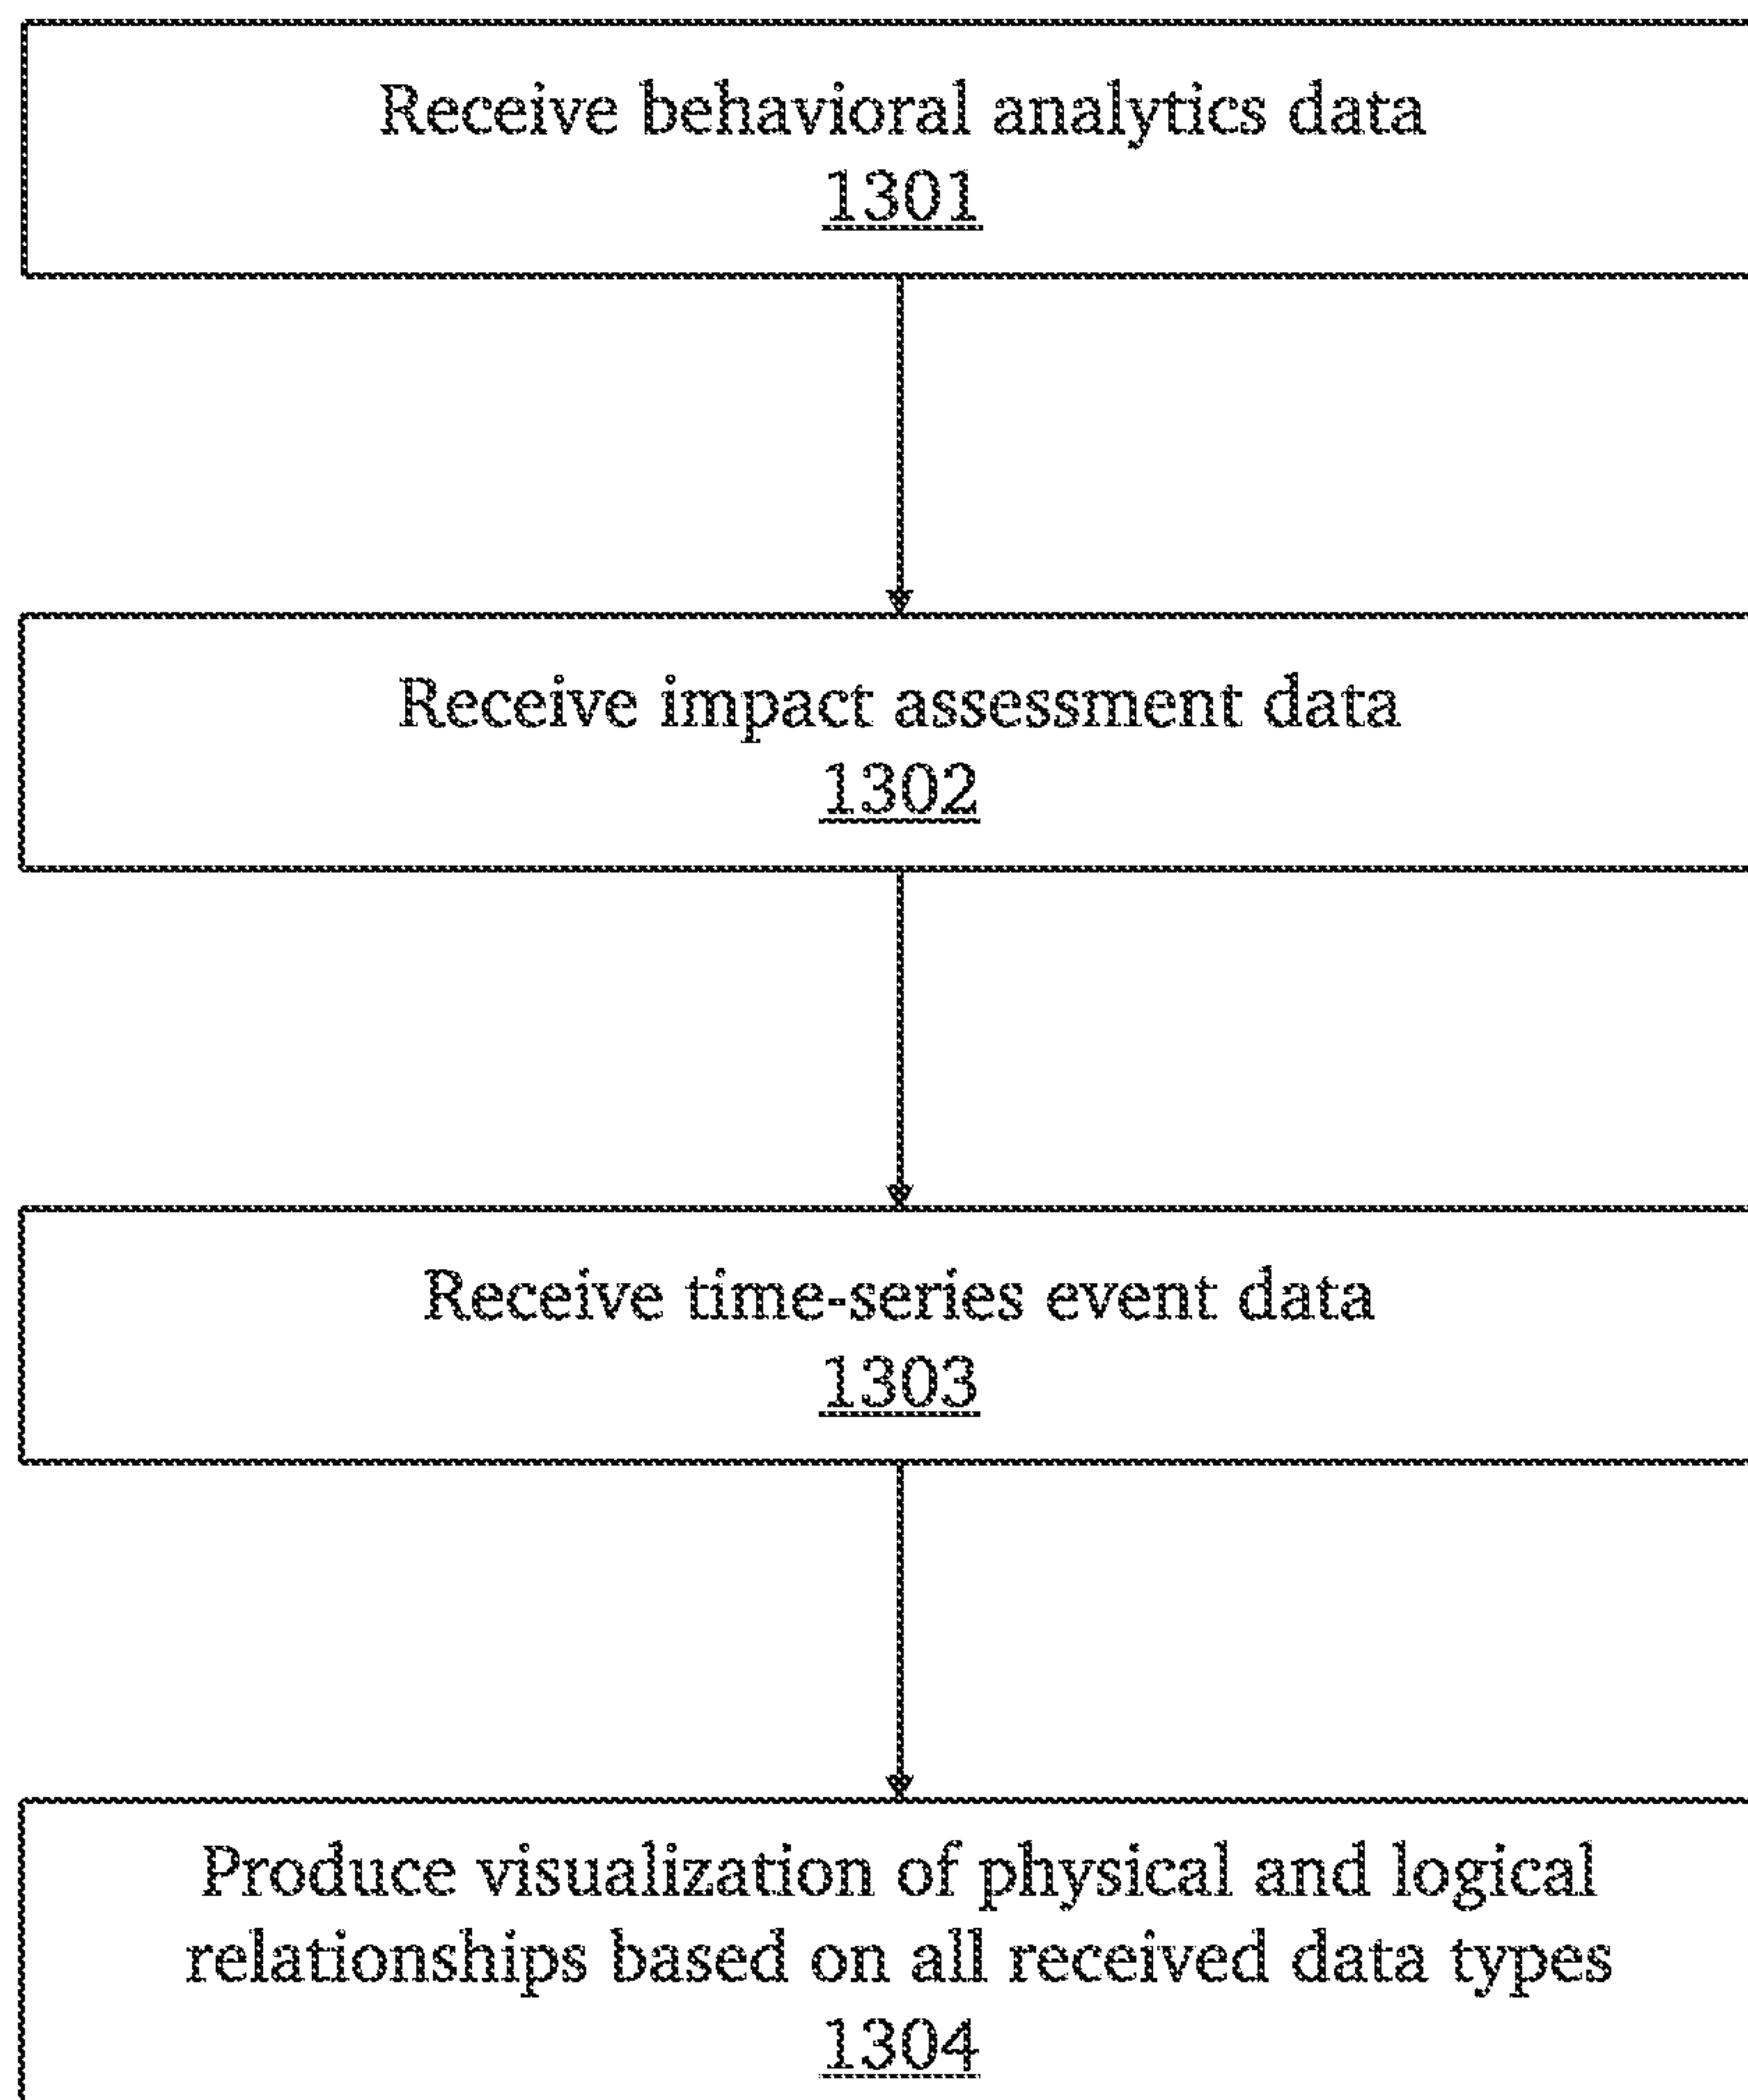 Receive behavioral analytics data
1301
Receive impact assessment data
1302
Receive time-series event data
1303
Produce visualization of physical and logical
relationships based on all received data types
1304